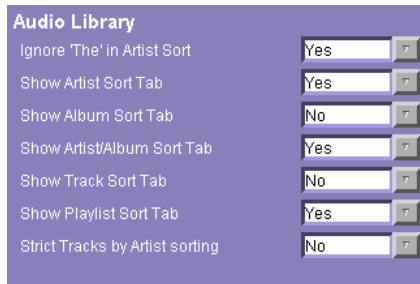 Audio Library
Ignore 'The' in Artist Sort Yes
Show Artist Sort Tab Yes
Show Album Sort Tab No
Show Artist/Album Sort Tab Yes
Show Track Sort Tab No
Show Playlist Sort Tab Yes
Strict Tracks by Artist sorting No